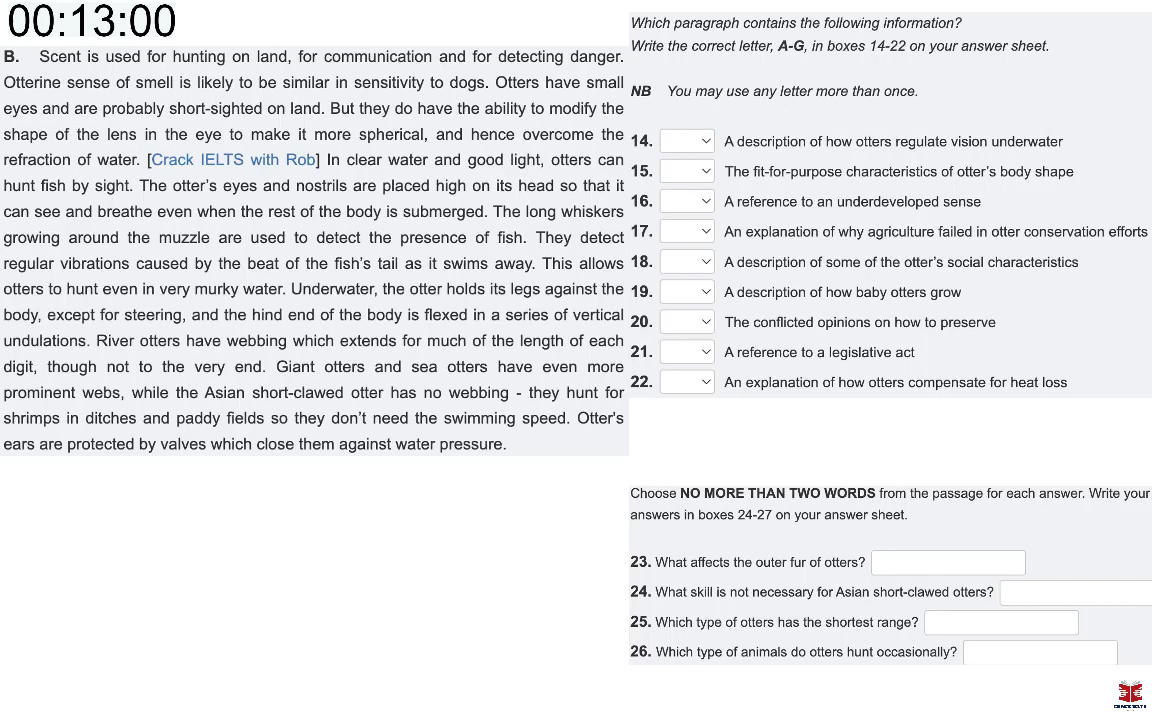 00:13:00
B. Scent is used for hunting on land, for communication and for detecting danger.
Otterine sense of smell is likely to be similar in sensitivity to dogs. Otters have small
eyes and are probably short-sighted on land. But they do have the ability to modify the
shape of the lens in the eye to make it more spherical, and hence overcome the
refraction of water. [Crack IELTS with Rob] In clear water and good light, otters can
hunt fish by sight. The otter's eyes and nostrils are placed high on its head so that it
can see and breathe even when the rest of the body is submerged. The long whiskers
growing around the muzzle are used to detect the presence of fish. They detect
regular vibrations caused by the beat of the fish's tail as it swims away. This allows
otters to hunt even in very murky water. Underwater, the otter holds its legs against the
body, except for steering, and the hind end of the body is flexed in a series of vertical
undulations. River otters have webbing which extends for much of the length of each
digit, though not to the very end. Giant otters and sea otters have even more
prominent webs, while the Asian short-clawed otter has no webbing - they hunt for
shrimps in ditches and paddy fields so they don't need the swimming speed. Otter's
ears are protected by valves which close them against water pressure.
Which paragraph contains the following information?
Write the correct letter, A-G, in boxes 14-22 on your answer sheet.
NB You may use any letter more than once.
14. A description of how otters regulate vision underwater
15. The fit-for-purpose characteristics of otter's body shape
16. A reference to an underdeveloped sense
17. An explanation of why agriculture failed in otter conservation efforts
18. A description of some of the otter's social characteristics
19. A description of how baby otters grow
20. The conflicted opinions on how to preserve
21. A reference to a legislative act
22. An explanation of how otters compensate for heat loss
Choose NO MORE THAN TWO WORDS from the passage for each answer. Write your
answers in boxes 24-27 on your answer sheet.
23. What affects the outer fur of otters?
24. What skill is not necessary for Asian short-clawed otters?
25. Which type of otters has the shortest range?
26. Which type of animals do otters hunt occasionally?